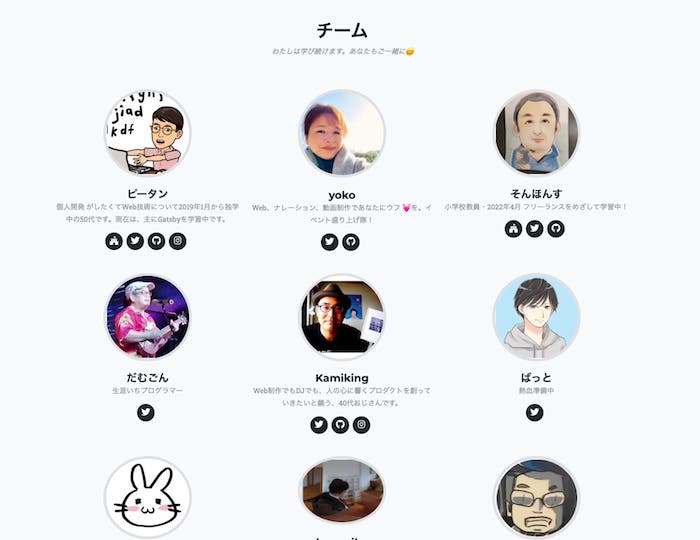 チーム
わたしは学び続けます。あなたもご一緒に🤝
jiad
kdf
ピータン
個人開発 がしたくてWeb技術について2019年1月から独学
中の50代です。現在は、主にGatsbyを学習中です。
yoko
Web、ナレーション、動画制作であなたにウフ 💓を。イ
ベント盛り上げ隊！
そんほんす
小学校教員・2022年4月 フリーランスをめざして学習中！
だむごん
生涯いちプログラマー
Kamiking
Web制作でもDJでも、人の心に響くプロダクトを創って
いきたいと願う、40代おじさんです。
ぱっと
熱血準備中